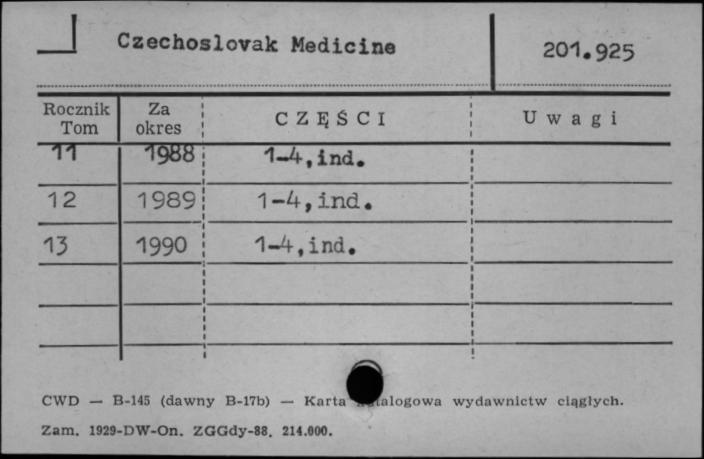 Czechoslovak Medicine
201.925
Rocznik Tom Za okres CZĘŚCI Uwagi
11 1988 1-4,ind.
12 1989 1-4,ind.
13 1990 1-4,ind.
CWD — B-145 (dawny B-17b) — Karta wydawnictw ciągłych.
Zam. 1929-DW-On. ZGGdy-88. 214.000.